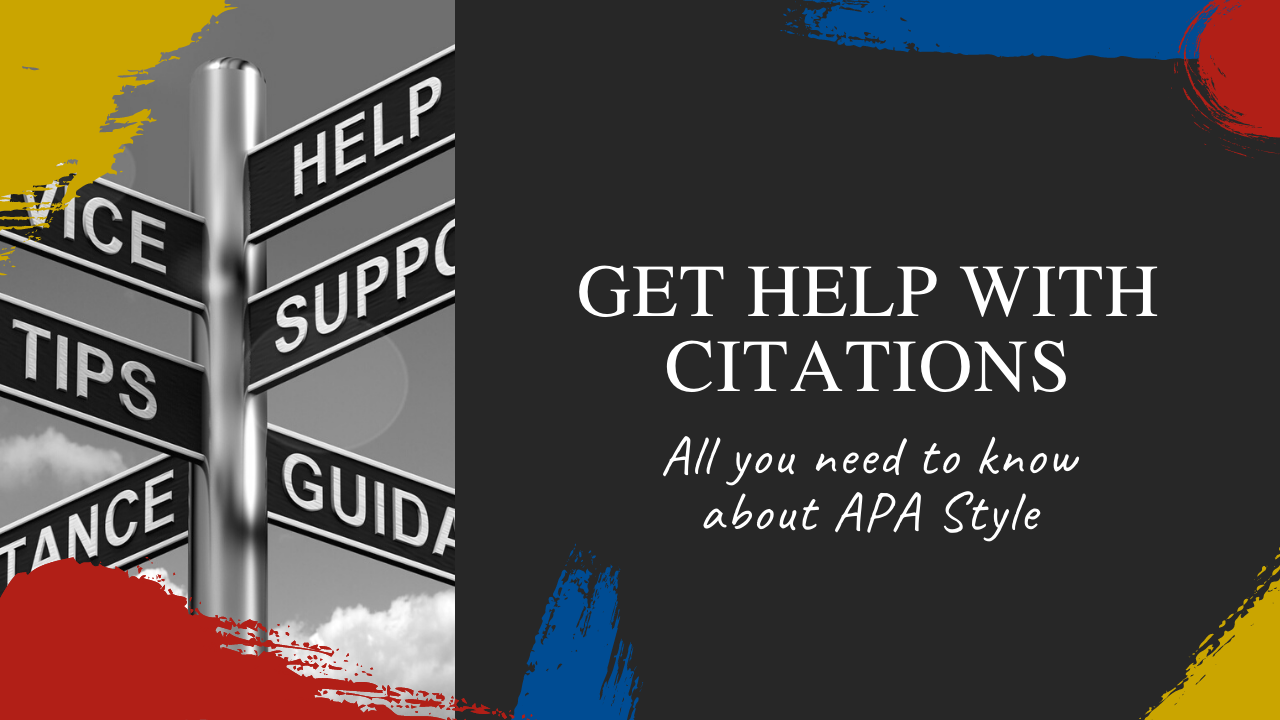 HELP
VICE
SUPPO
TIPS
GUIDA
TANCE
GET HELP WITH
CITATIONS
All you need to know
about APA Style